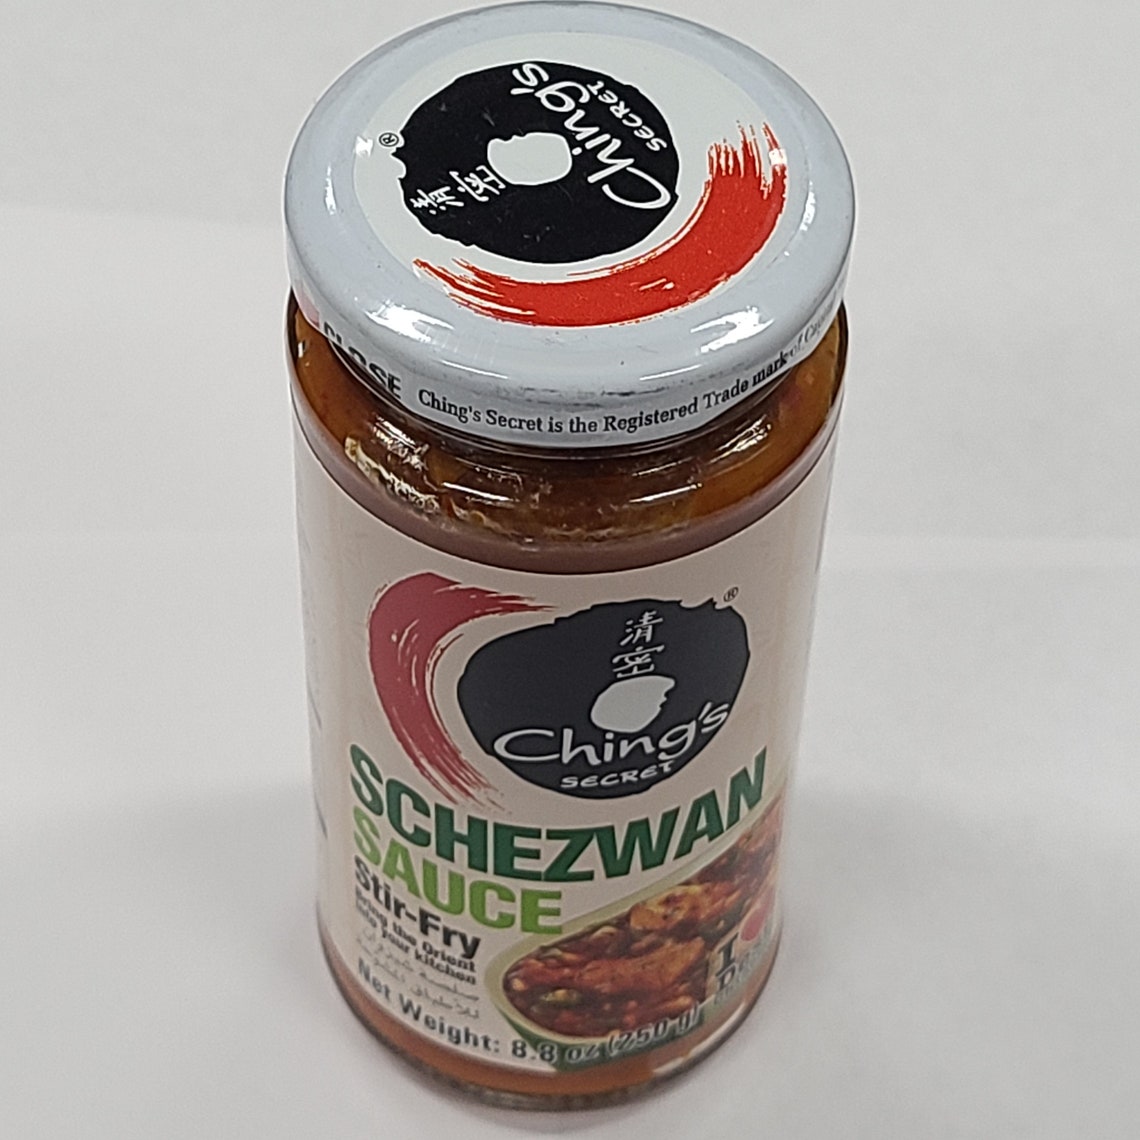 Ching's
SECRET
清
密
®
CLOSE
Ching's Secret is the Registered Trade mark of
®
清
密
Ching's
SECRET
SCHEZWAN
SAUCE
Stir-Fry
Bring the Orient
into your kitchen
Net Weight: 8.8 oz (250 g)